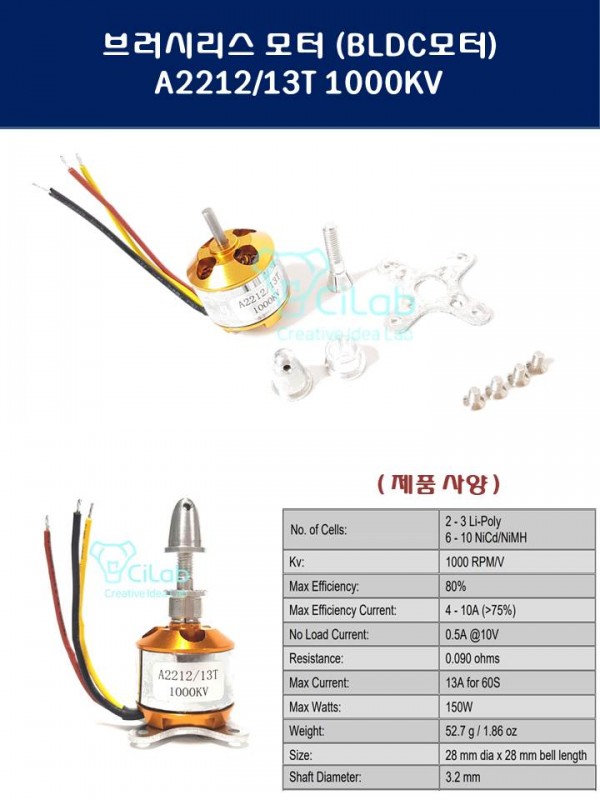 브러시리스 모터 (BLDC모터)
A2212/13T 1000KV
A2212/13T
1000KV
CiLab
Creative Idea Lab
( 제품 사양 )
CiLab
Creative Idea Lab
A2212/13T
1000KV
No. of Cells: 2 - 3 Li-Poly
6 - 10 NiCd/NiMH
Kv: 1000 RPM/V
Max Efficiency: 80%
Max Efficiency Current: 4 - 10A (>75%)
No Load Current: 0.5A @10V
Resistance: 0.090 ohms
Max Current: 13A for 60S
Max Watts: 150W
Weight: 52.7 g / 1.86 oz
Size: 28 mm dia x 28 mm bell length
Shaft Diameter: 3.2 mm